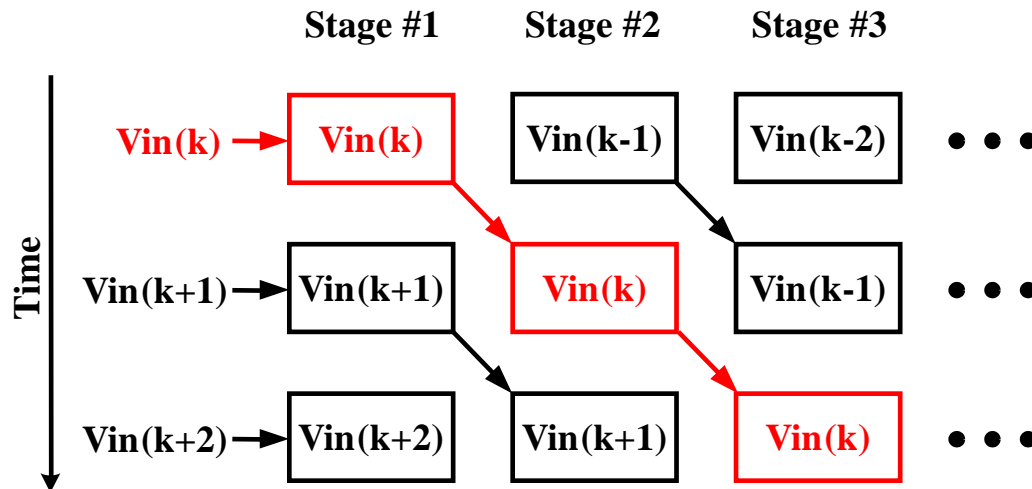 Stage #1 Stage #2 Stage #3
Vin(k) Vin(k) Vin(k-1) Vin(k-2)
Time
Vin(k+1) Vin(k+1) Vin(k) Vin(k-1)
Vin(k+2) Vin(k+2) Vin(k+1) Vin(k)